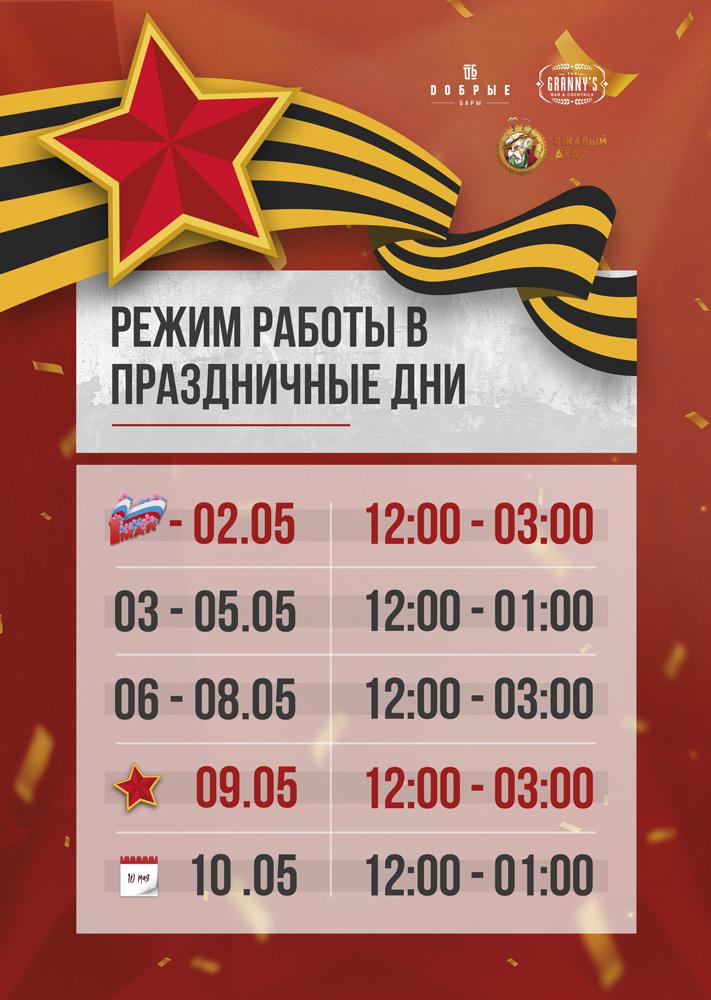 ДОБРЫЕ
БАРЫ
THE
GRANNY'S
BAR & COCKTAILS
РЖАВЫЙ
ДЕД
РЕЖИМ РАБОТЫ В
ПРАЗДНИЧНЫЕ ДНИ
1 МАЯ - 02.05 12:00 - 03:00
03 - 05.05 12:00 - 01:00
06 - 08.05 12:00 - 03:00
09.05 12:00 - 03:00
10 мая 10 .05 12:00 - 01:00